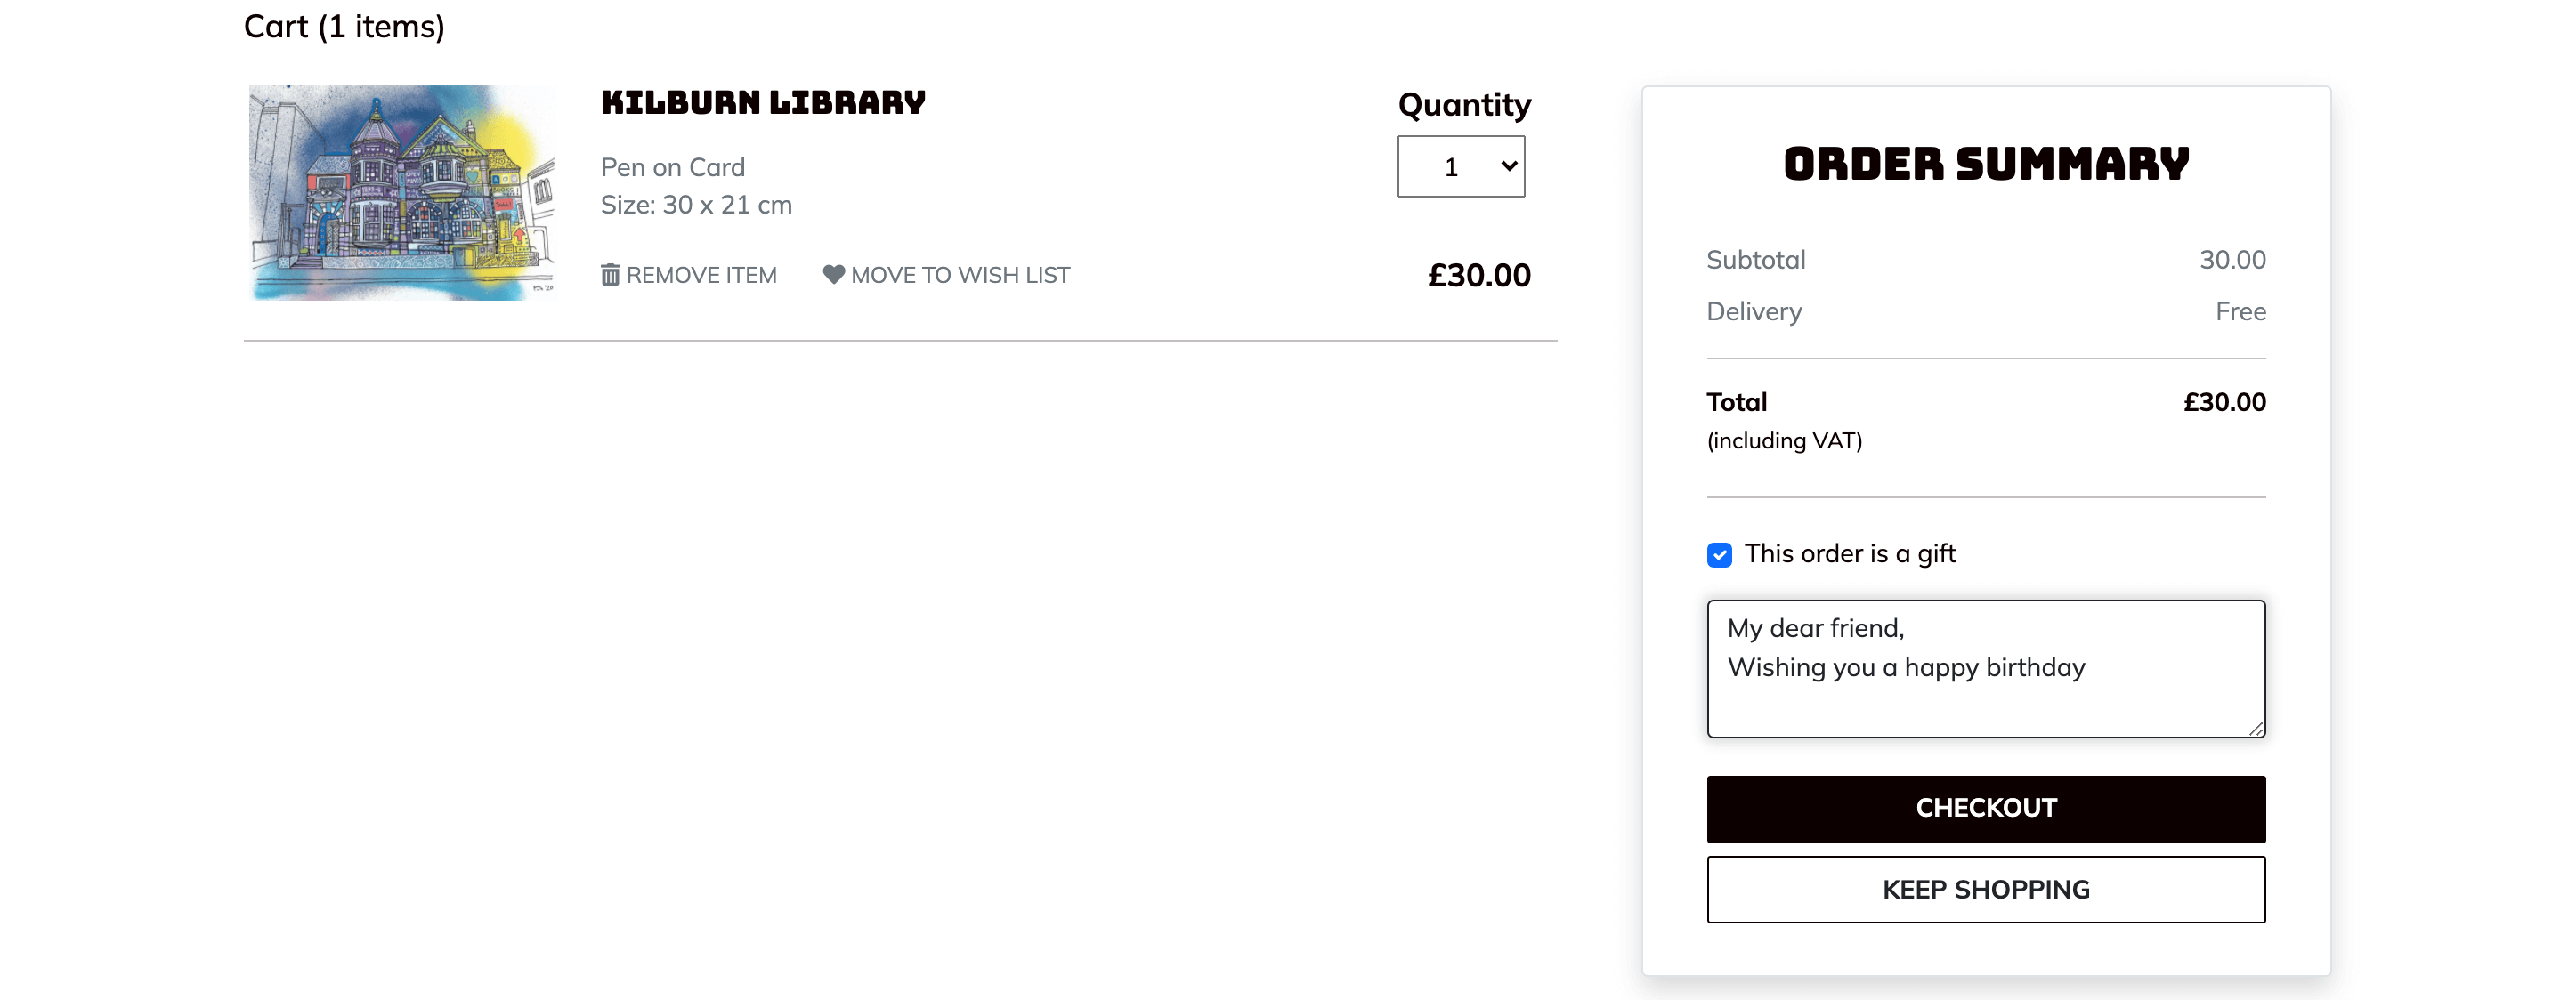 Cart (1 items)
KILBURN LIBRARY
Pen on Card
Size: 30 x 21 cm
REMOVE ITEM
MOVE TO WISH LIST
Quantity
1
£30.00
ORDER SUMMARY
Subtotal 30.00
Delivery Free
Total £30.00
(including VAT)
This order is a gift
My dear friend,
Wishing you a happy birthday
CHECKOUT
KEEP SHOPPING